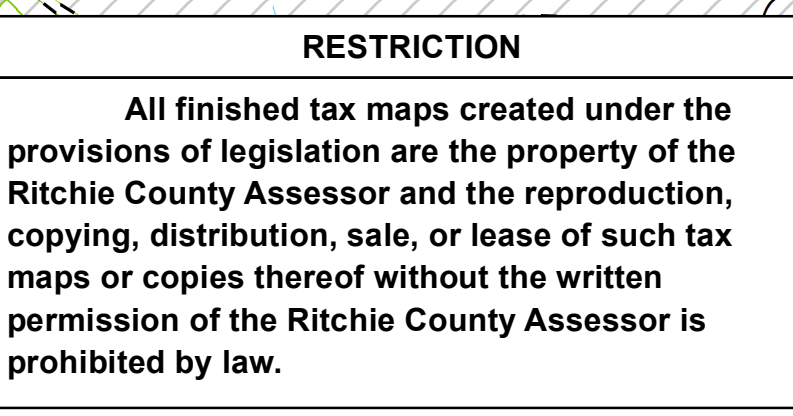 RESTRICTION
All finished tax maps created under the
provisions of legislation are the property of the
Ritchie County Assessor and the reproduction,
copying, distribution, sale, or lease of such tax
maps or copies thereof without the written
permission of the Ritchie County Assessor is
prohibited by law.